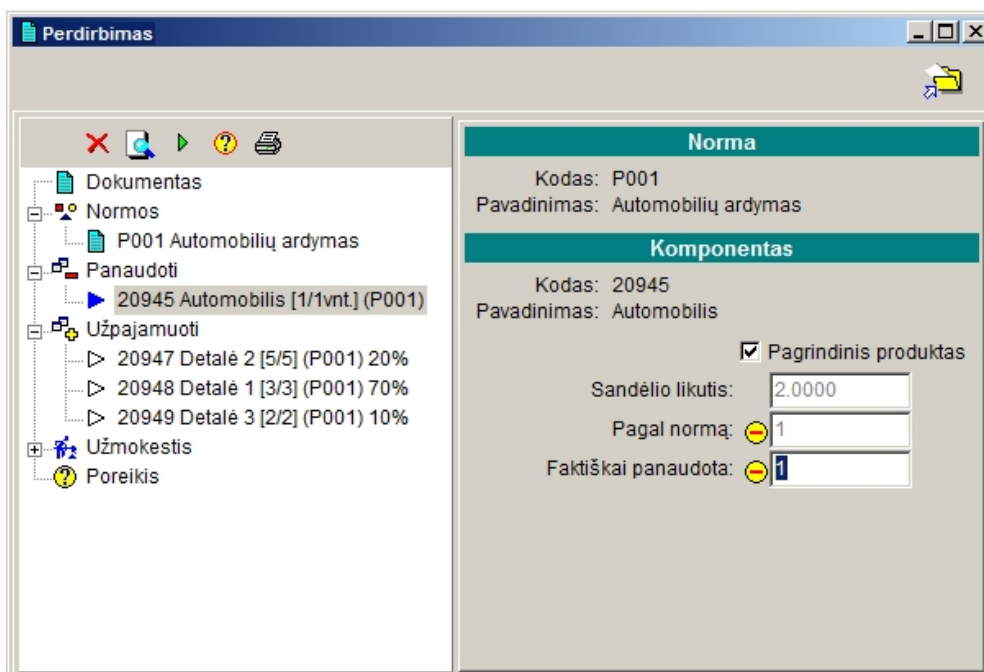 Perdirbimas
Dokumentas
Normos
P001 Automobilių ardymas
Panaudoti
20945 Automobilis [1/1vnt.] (P001)
Užpajamuoti
20947 Detalė 2 [5/5] (P001) 20%
20948 Detalė 1 [3/3] (P001) 70%
20949 Detalė 3 [2/2] (P001) 10%
Užmokestis
Poreikis
Norma
Kodas: P001
Pavadinimas: Automobilių ardymas
Komponentas
Kodas: 20945
Pavadinimas: Automobilis
Pagrindinis produktas
Sandėlio likutis: 2.0000
Pagal normą: 1
Faktiškai panaudota: 1